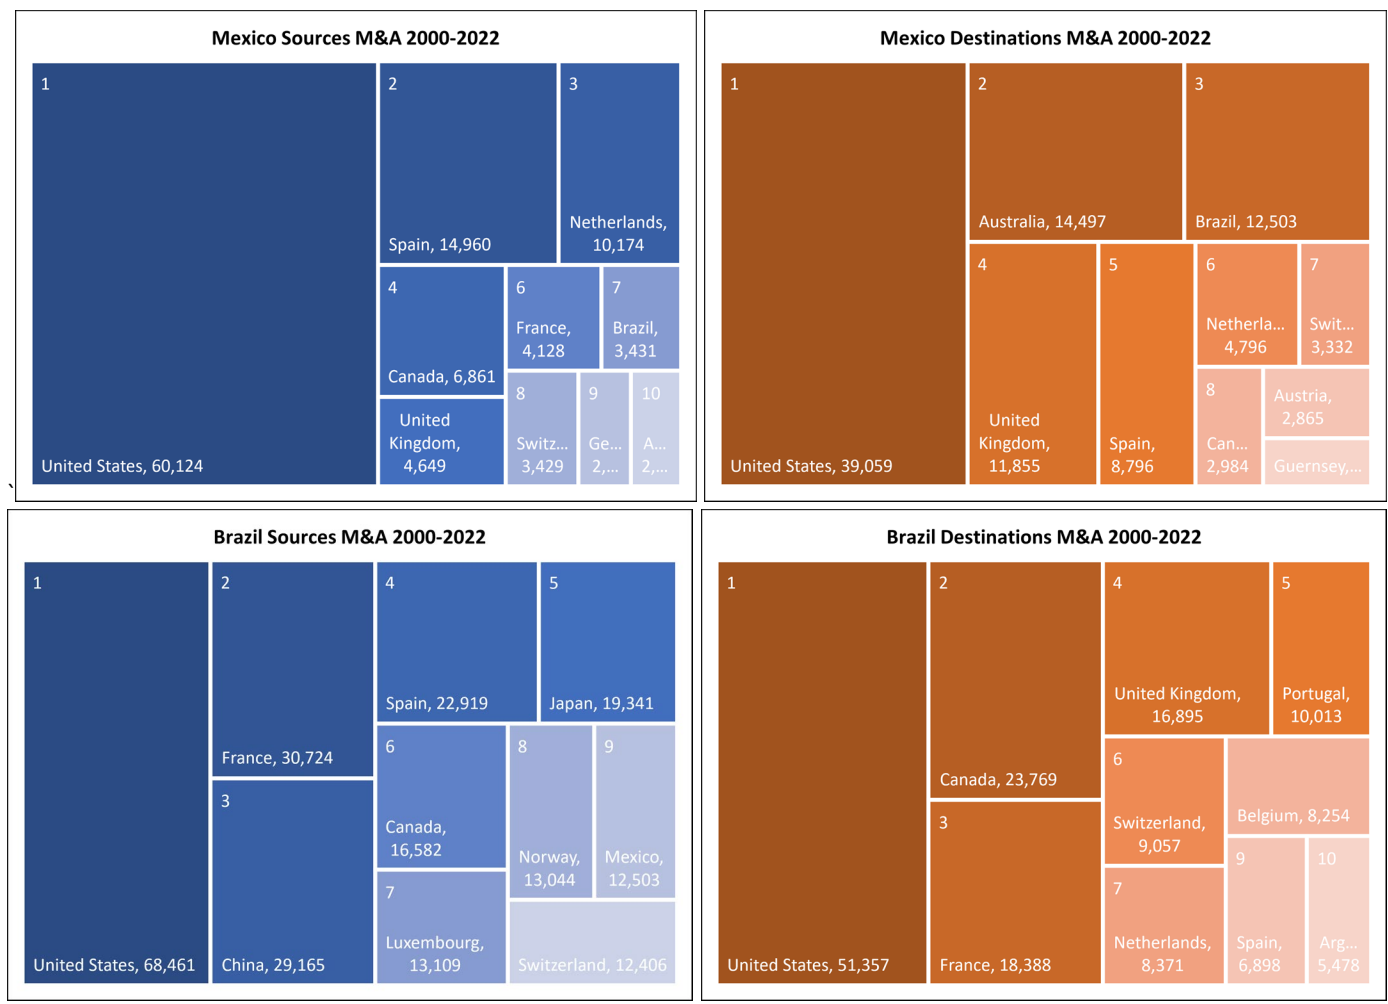 Mexico Sources M&A 2000-2022
1
United States, 60,124
2
Spain, 14,960
3
Netherlands,
10,174
4
Canada, 6,861
United
Kingdom,
4,649
6
France,
4,128
7
Brazil,
3,431
8
Switz...
3,429
9
Ge...
2,...
10
A...
2,...
`
Mexico Destinations M&A 2000-2022
1
United States, 39,059
2
Australia, 14,497
3
Brazil, 12,503
4
United
Kingdom,
11,855
5
Spain,
8,796
6
Netherla...
4,796
7
Swit...
3,332
8
Can...
2,984
Austria,
2,865
Guernsey,...
Brazil Sources M&A 2000-2022
1
United States, 68,461
2
France, 30,724
3
China, 29,165
4
Spain, 22,919
5
Japan, 19,341
6
Canada,
16,582
7
Luxembourg,
13,109
8
Norway,
13,044
9
Mexico,
12,503
Switzerland, 12,406
Brazil Destinations M&A 2000-2022
1
United States, 51,357
2
Canada, 23,769
3
France, 18,388
4
United Kingdom,
16,895
5
Portugal,
10,013
6
Switzerland,
9,057
7
Netherlands,
8,371
Belgium, 8,254
9
Spain,
6,898
10
Arg...
5,478